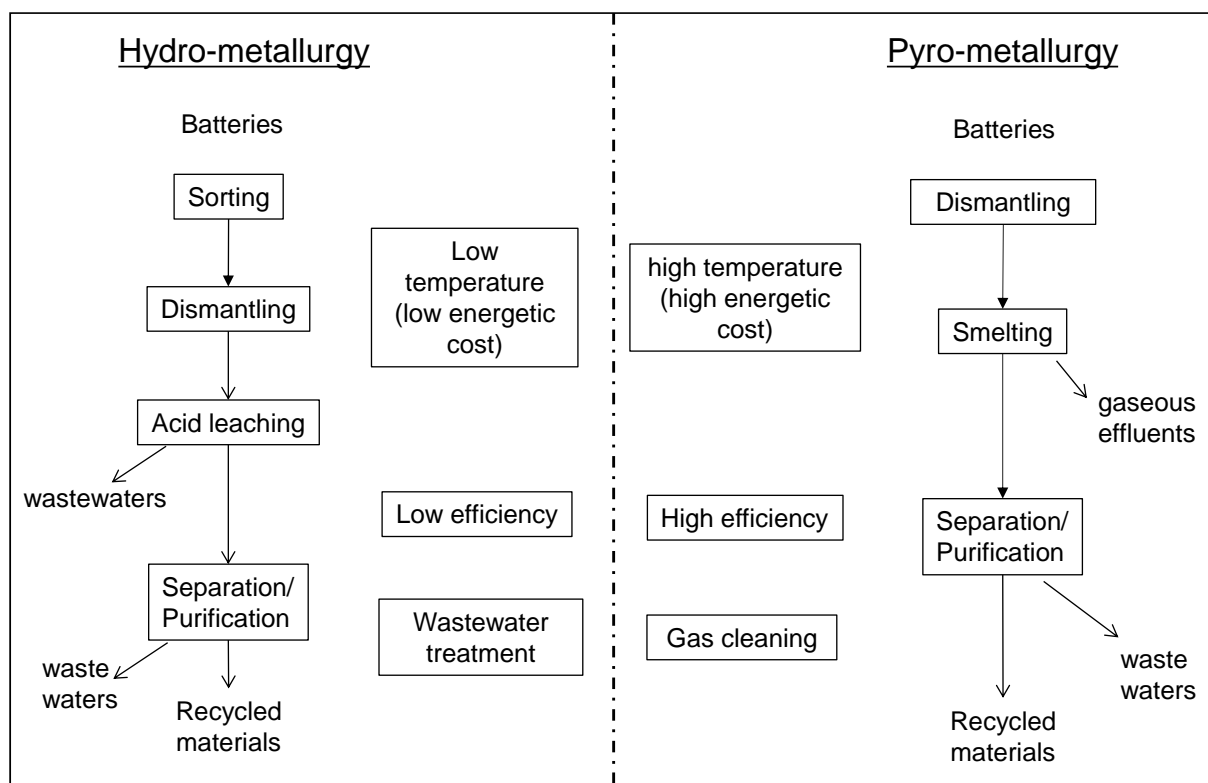 Hydro-metallurgy
Batteries
Sorting
Dismantling
Acid leaching
wastewaters
Separation/
Purification
waste
waters
Recycled
materials
Low
temperature
(low energetic
cost)
Low efficiency
Wastewater
treatment
Pyro-metallurgy
Batteries
Dismantling
high temperature
(high energetic
cost)
Smelting
gaseous
effluents
High efficiency
Separation/
Purification
Gas cleaning
waste
waters
Recycled
materials